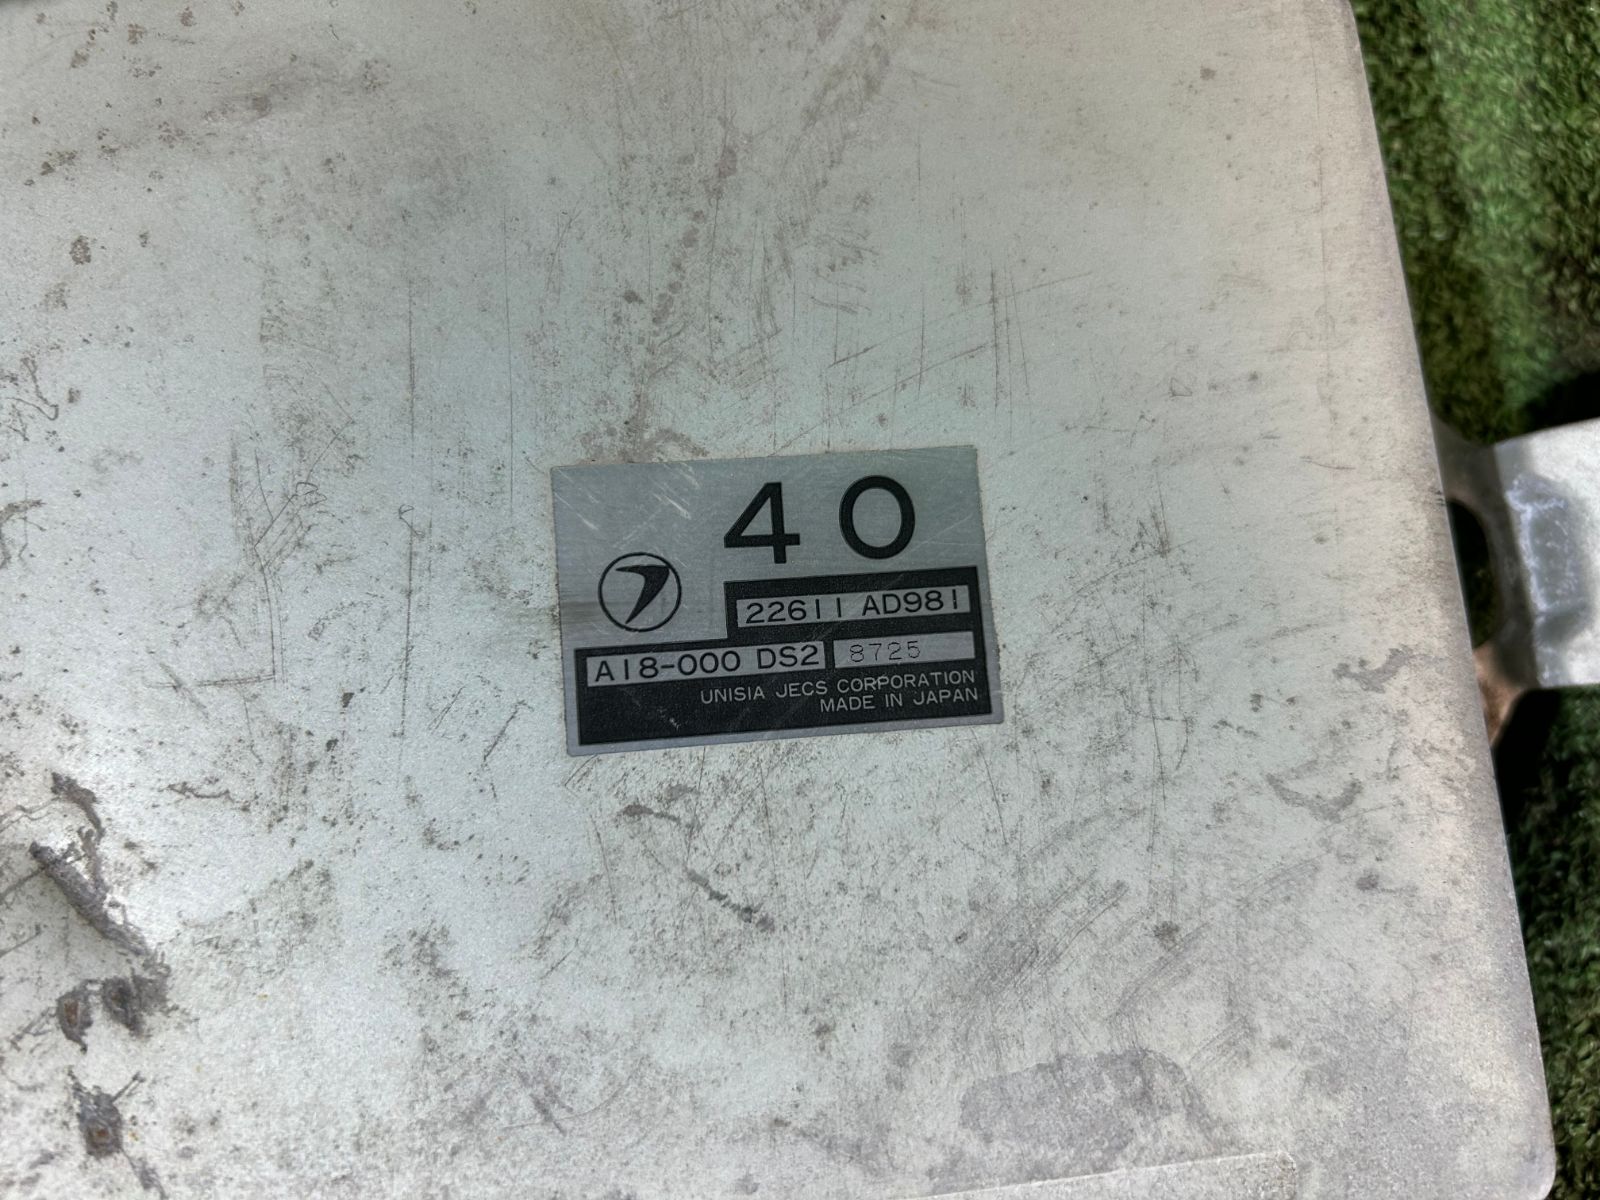 40
22611 AD981
A18-000 DS2 8725
UNISIA JECS CORPORATION
MADE IN JAPAN